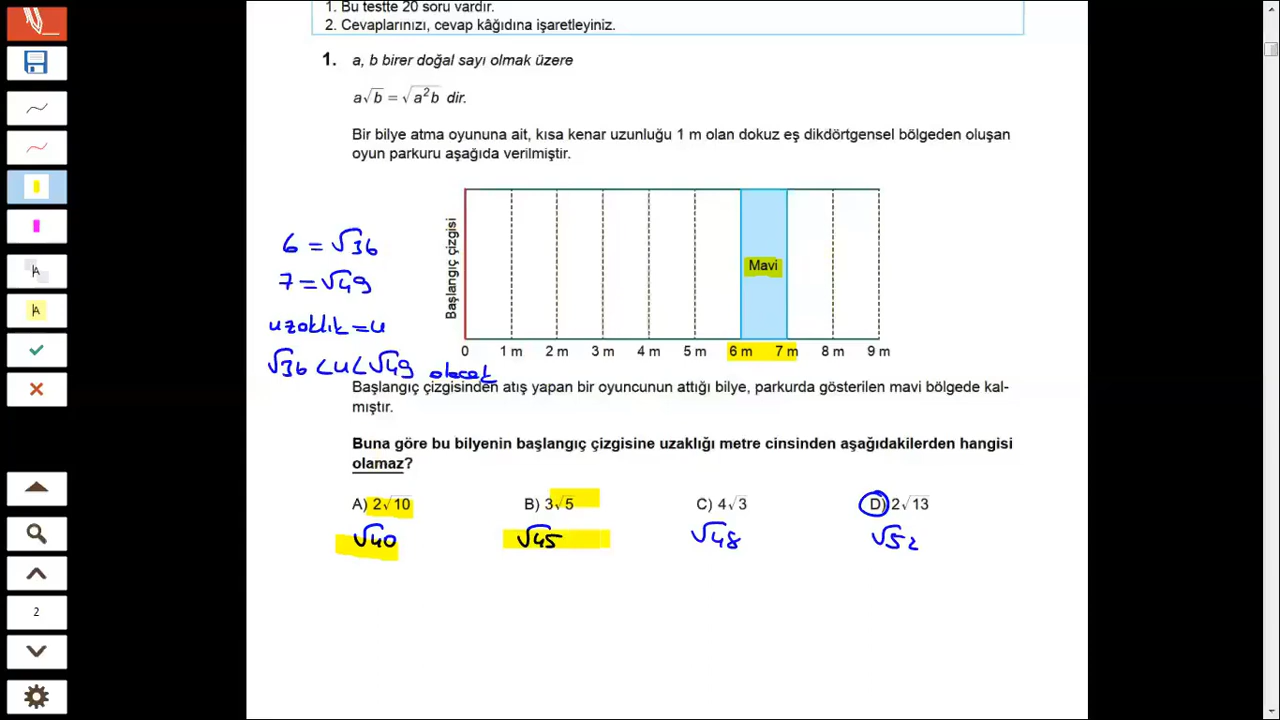 1. Bu testte 20 soru vardır.
2. Cevaplarınızı, cevap kâğıdına işaretleyiniz.
1. a, b birer doğal sayı olmak üzere
a√b = √a²b dir.
Bir bilye atma oyununa ait, kısa kenar uzunluğu 1 m olan dokuz eş dikdörtgensel bölgeden oluşan
oyun parkuru aşağıda verilmiştir.
Başlangıç çizgisi
Mavi
0 1 m 2 m 3 m 4 m 5 m 6 m 7 m 8 m 9 m
6 = √36
7 = √49
uzaklık = u
√36 < u < √49 olacak
Başlangıç çizgisinden atış yapan bir oyuncunun attığı bilye, parkurda gösterilen mavi bölgede kal-
mıştır.
Buna göre bu bilyenin başlangıç çizgisine uzaklığı metre cinsinden aşağıdakilerden hangisi
olamaz?
A) 2√10 B) 3√5 C) 4√3 D) 2√13
√40 √45 √48 √52
A
A
2